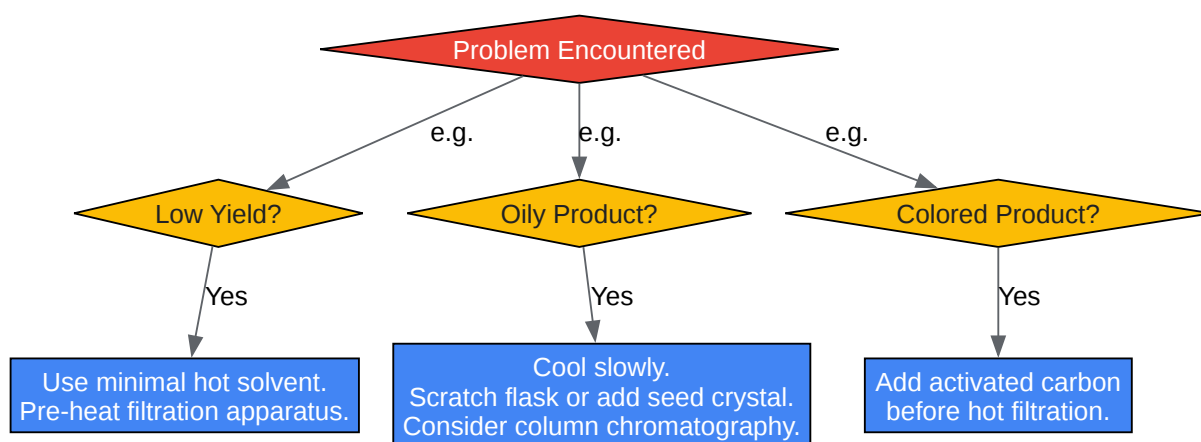 Problem Encountered
e.g.
e.g.
e.g.
Low Yield?
Oily Product?
Colored Product?
Yes
Yes
Yes
Use minimal hot solvent.
Pre-heat filtration apparatus.
Cool slowly.
Scratch flask or add seed crystal.
Consider column chromatography.
Add activated carbon
before hot filtration.